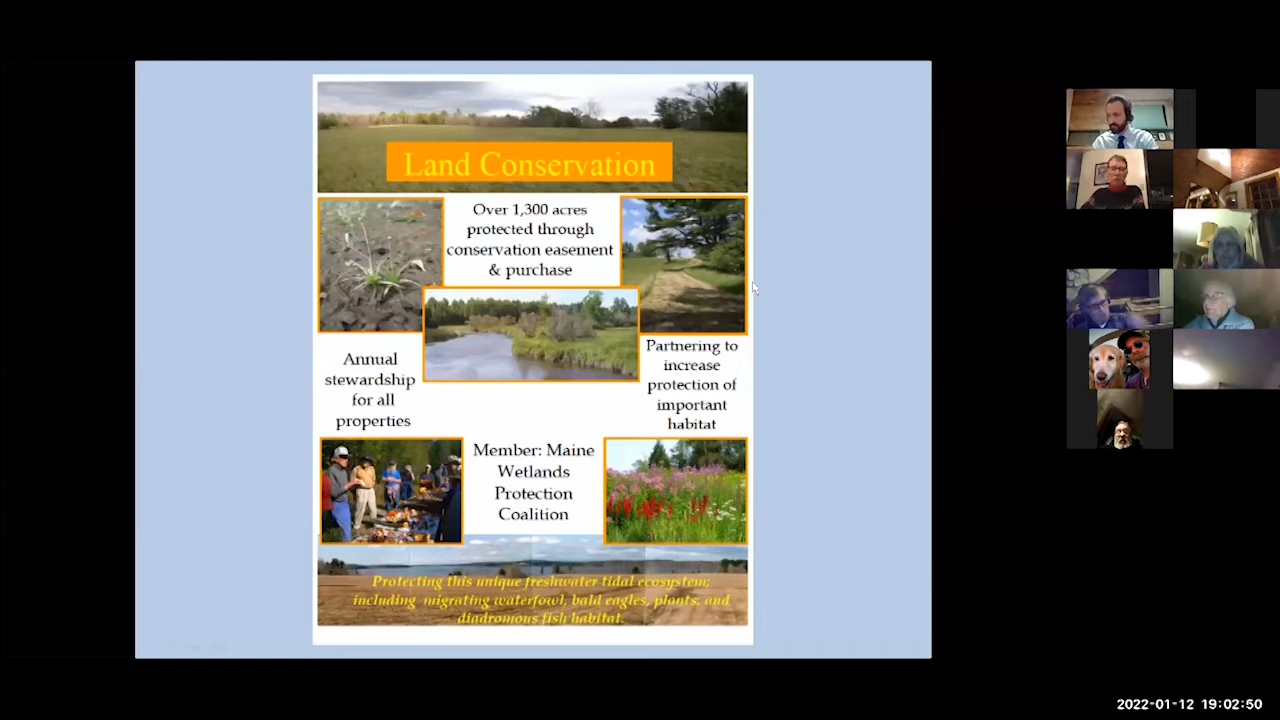 Land Conservation
Over 1,300 acres
protected through
conservation easement
& purchase
Annual
stewardship
for all
properties
Partnering to
increase
protection of
important
habitat
Member: Maine
Wetlands
Protection
Coalition
Protecting this unique freshwater tidal ecosystem;
including migrating waterfowl, bald eagles, plants, and
diadromous fish habitat.
2022-01-12 19:02:50